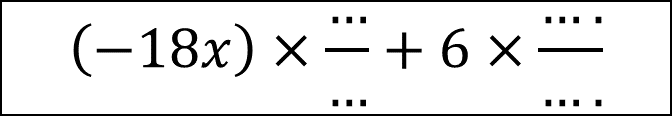 (−18x) × ···/··· + 6 × ··· ·/··· ·